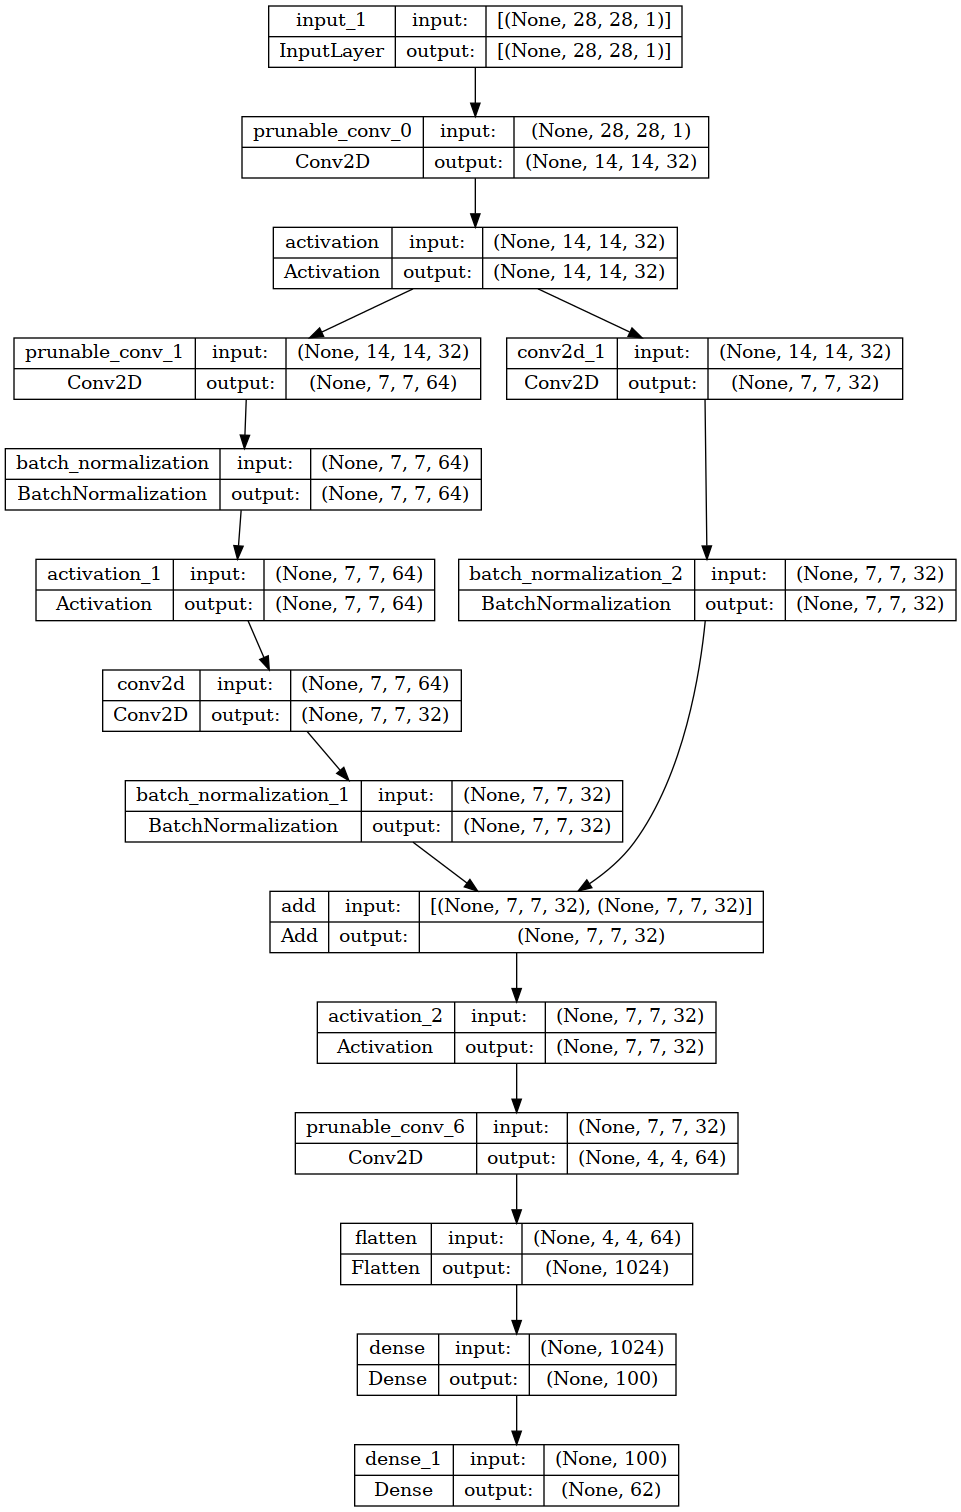 input_1 input: [(None, 28, 28, 1)]
InputLayer output: [(None, 28, 28, 1)]
prunable_conv_0 input: (None, 28, 28, 1)
Conv2D output: (None, 14, 14, 32)
activation input: (None, 14, 14, 32)
Activation output: (None, 14, 14, 32)
prunable_conv_1 input: (None, 14, 14, 32)
Conv2D output: (None, 7, 7, 64)
conv2d_1 input: (None, 14, 14, 32)
Conv2D output: (None, 7, 7, 32)
batch_normalization input: (None, 7, 7, 64)
BatchNormalization output: (None, 7, 7, 64)
activation_1 input: (None, 7, 7, 64)
Activation output: (None, 7, 7, 64)
batch_normalization_2 input: (None, 7, 7, 32)
BatchNormalization output: (None, 7, 7, 32)
conv2d input: (None, 7, 7, 64)
Conv2D output: (None, 7, 7, 32)
batch_normalization_1 input: (None, 7, 7, 32)
BatchNormalization output: (None, 7, 7, 32)
add input: [(None, 7, 7, 32), (None, 7, 7, 32)]
Add output: (None, 7, 7, 32)
activation_2 input: (None, 7, 7, 32)
Activation output: (None, 7, 7, 32)
prunable_conv_6 input: (None, 7, 7, 32)
Conv2D output: (None, 4, 4, 64)
flatten input: (None, 4, 4, 64)
Flatten output: (None, 1024)
dense input: (None, 1024)
Dense output: (None, 100)
dense_1 input: (None, 100)
Dense output: (None, 62)